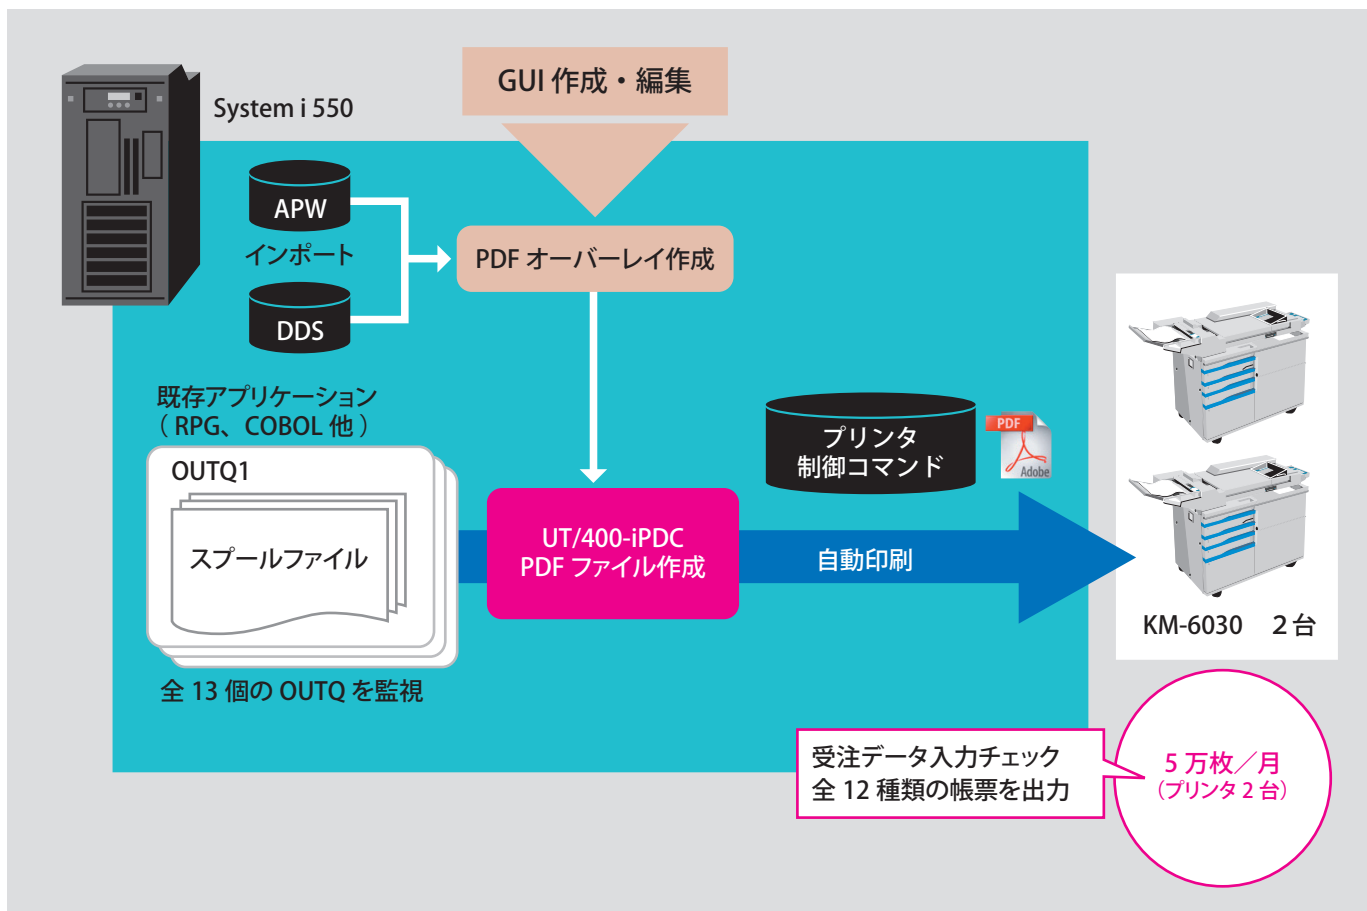 GUI 作成・編集
System i 550
APW
インポート
DDS
PDF オーバーレイ作成
既存アプリケーション
（ RPG、COBOL 他 ）
OUTQ1
スプールファイル
全 13 個の OUTQ を監視
UT/400-iPDC
PDF ファイル作成
プリンタ
制御コマンド
PDF
Adobe
自動印刷
KM-6030　2 台
受注データ入力チェック
全 12 種類の帳票を出力
5 万枚／月
（プリンタ 2 台）